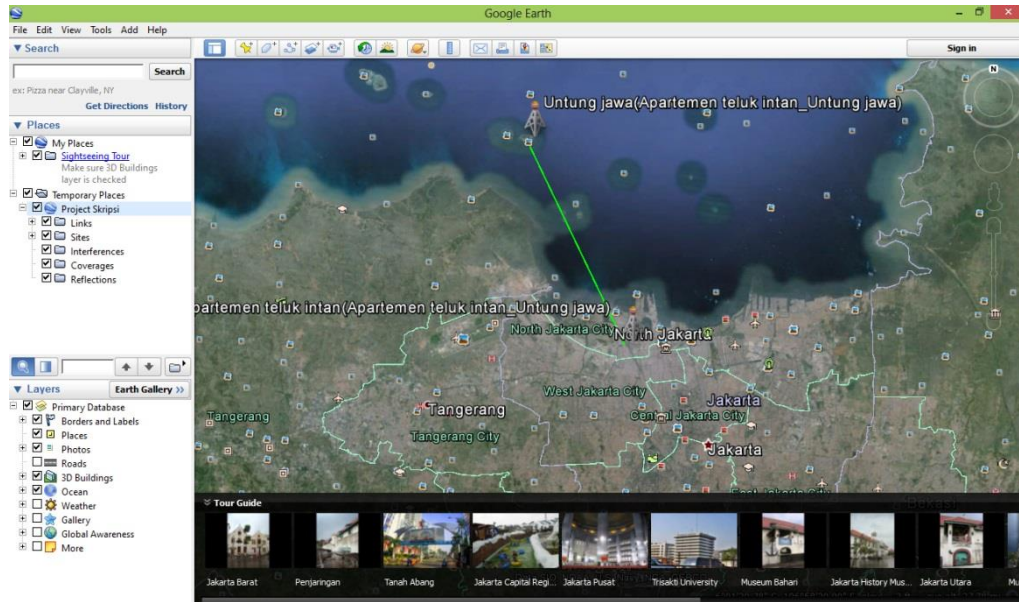 Google Earth
File Edit View Tools Add Help
Search
Search
ex: Pizza near Clayville, NY
Get Directions History
Places
My Places
Sightseeing Tour
Make sure 3D Buildings
layer is checked
Temporary Places
Project Skripsi
Links
Sites
Interferences
Coverages
Reflections
Layers
Earth Gallery >>
Primary Database
Borders and Labels
Places
Photos
Roads
3D Buildings
Ocean
Weather
Gallery
Global Awareness
More
Sign in
N
Untung jawa(Apartemen teluk intan_Untung jawa)
partemen teluk intan(Apartemen teluk intan_Untung jawa)
North Jakarta City
North Jakarta
West Jakarta City
Jakarta
Tangerang
Tangerang
Central Jakarta City
Tangerang City
Jakarta
East Jakarta City
Tour Guide
Jakarta Barat
Penjaringan
Tanah Abang
Jakarta Capital Regi...
Jakarta Pusat
Trisakti University
Museum Bahari
Jakarta History Mus...
Jakarta Utara
Mu